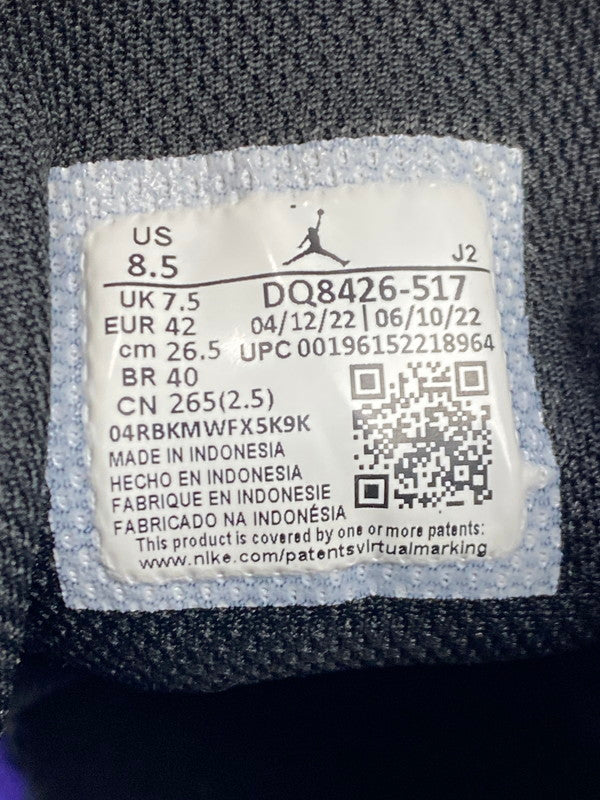 US
8.5
J2
UK 7.5
DQ8426-517
EUR 42
04/12/22 | 06/10/22
cm 26.5
UPC 00196152218964
BR 40
CN 265(2.5)
04RBKMWFX5K9K
MADE IN INDONESIA
HECHO EN INDONESIA
FABRIQUE EN INDONESIE
FABRICADO NA INDONÉSIA
This product is covered by one or more patents:
www.nike.com/patentsvirtualmarking